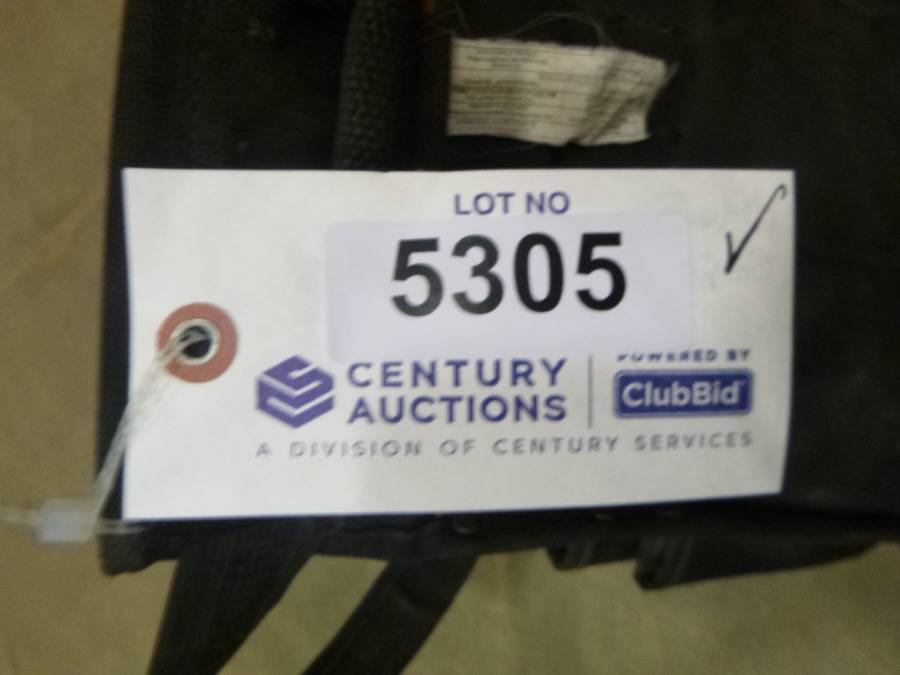 LOT NO
5305
CENTURY
AUCTIONS
POWERED BY
ClubBid
A DIVISION OF CENTURY SERVICES